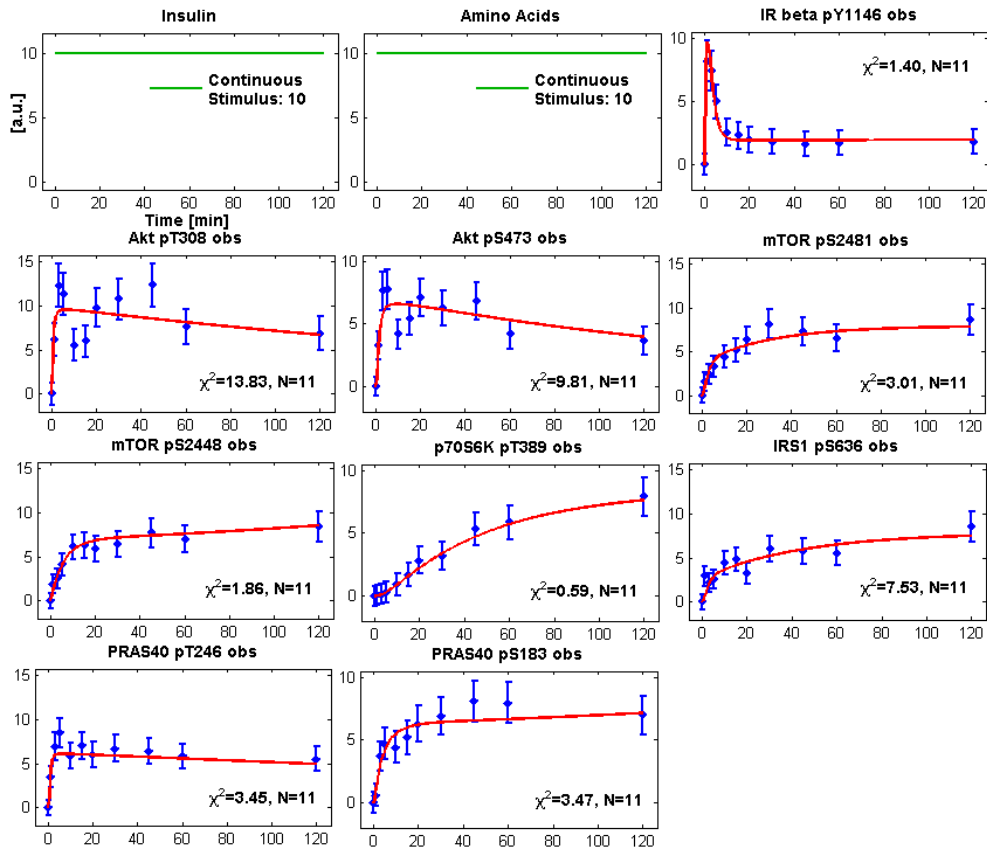 Insulin
Amino Acids
IR beta pY1146 obs
[a.u.]
10
5
0
Continuous
Stimulus: 10
0 20 40 60 80 100 120
Time [min]
10
5
0
Continuous
Stimulus: 10
0 20 40 60 80 100 120
10
5
0
χ²=1.40, N=11
0 20 40 60 80 100 120
Akt pT308 obs
Akt pS473 obs
mTOR pS2481 obs
15
10
5
0
χ²=13.83, N=11
0 20 40 60 80 100 120
10
5
0
χ²=9.81, N=11
0 20 40 60 80 100 120
15
10
5
0
χ²=3.01, N=11
0 20 40 60 80 100 120
mTOR pS2448 obs
p70S6K pT389 obs
IRS1 pS636 obs
15
10
5
0
χ²=1.86, N=11
0 20 40 60 80 100 120
10
5
0
χ²=0.59, N=11
0 20 40 60 80 100 120
15
10
5
0
χ²=7.53, N=11
0 20 40 60 80 100 120
PRAS40 pT246 obs
PRAS40 pS183 obs
15
10
5
0
χ²=3.45, N=11
0 20 40 60 80 100 120
10
5
0
χ²=3.47, N=11
0 20 40 60 80 100 120